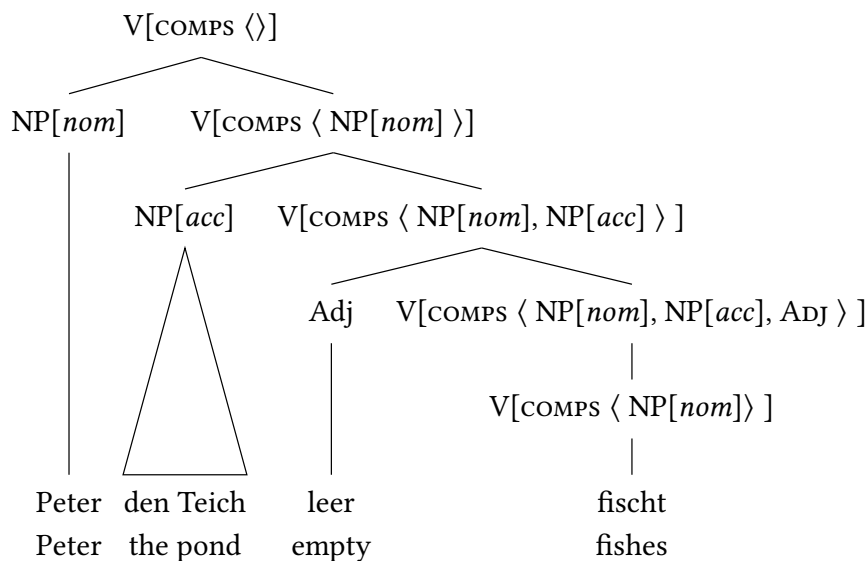 V[COMPS ⟨⟩]
NP[nom] V[COMPS ⟨ NP[nom] ⟩]
NP[acc] V[COMPS ⟨ NP[nom], NP[acc] ⟩ ]
Adj V[COMPS ⟨ NP[nom], NP[acc], ADJ ⟩ ]
V[COMPS ⟨ NP[nom]⟩ ]
Peter den Teich leer fischt
Peter the pond empty fishes